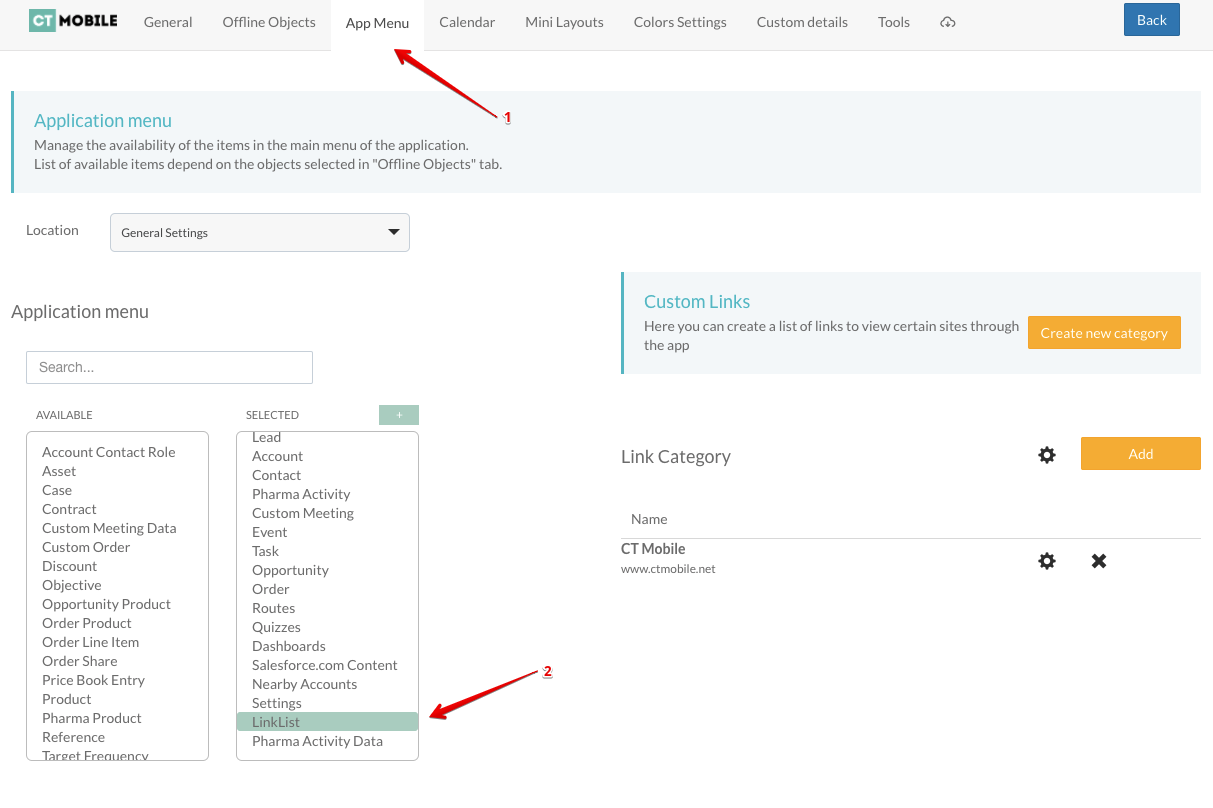 CT MOBILE
General
Offline Objects
App Menu
Calendar
Mini Layouts
Colors Settings
Custom details
Tools
Back
1
Application menu
Manage the availability of the items in the main menu of the application.
List of available items depend on the objects selected in "Offline Objects" tab.
Location
General Settings
Application menu
Search...
AVAILABLE
Account Contact Role
Asset
Case
Contract
Custom Meeting Data
Custom Order
Discount
Objective
Opportunity Product
Order Product
Order Line Item
Order Share
Price Book Entry
Product
Pharma Product
Reference
Target Frequency
SELECTED
+
Lead
Account
Contact
Pharma Activity
Custom Meeting
Event
Task
Opportunity
Order
Routes
Quizzes
Dashboards
Salesforce.com Content
Nearby Accounts
Settings
LinkList
Pharma Activity Data
2
Custom Links
Here you can create a list of links to view certain sites through
the app
Create new category
Link Category
Add
Name
CT Mobile
www.ctmobile.net